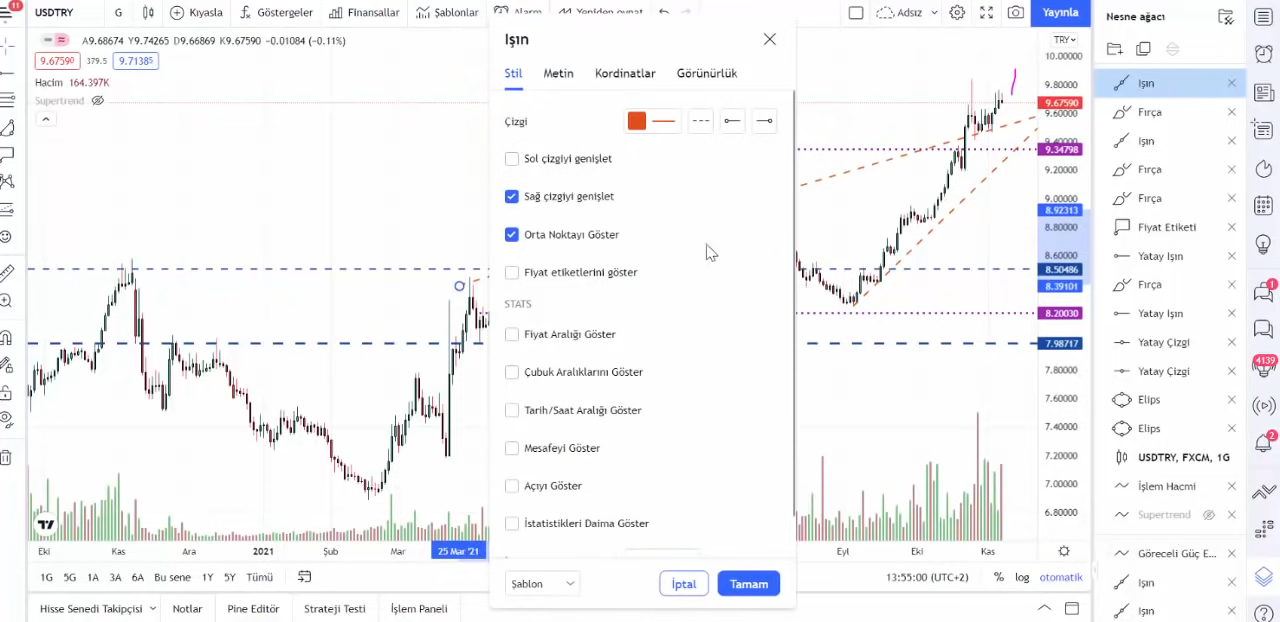 11
USDTRY
G
Kıyasla
Göstergeler
Finansallar
Şablonlar
Alarm
Yeniden oynat
Adsız
Yayınla
Nesne ağacı
A9.68674 Y9.74265 D9.66869 K9.67590 -0.01084 (-0.11%)
9.67590
379.5
9.71385
Hacim 164.397K
Supertrend
Işın
Stil
Metin
Kordinatlar
Görünürlük
Çizgi
Sol çizgiyi genişlet
Sağ çizgiyi genişlet
Orta Noktayı Göster
Fiyat etiketlerini göster
STATS
Fiyat Aralığı Göster
Çubuk Aralıklarını Göster
Tarih/Saat Aralığı Göster
Mesafeyi Göster
Açıyı Göster
İstatistikleri Daima Göster
Şablon
İptal
Tamam
TRY
10.00000
9.80000
9.67590
9.60000
9.34798
9.20000
9.00000
8.92313
8.80000
8.60000
8.50486
8.39101
8.20030
7.98717
7.80000
7.60000
7.40000
7.20000
7.00000
6.80000
Işın
Fırça
Işın
Fırça
Fırça
Fiyat Etiketi
Yatay Işın
Fırça
Yatay Işın
Yatay Çizgi
Yatay Çizgi
Elips
Elips
USDTRY, FXCM, 1G
İşlem Hacmi
Supertrend
Göreceli Güç E...
Işın
Işın
1
4139
2
Eki
Kas
Ara
2021
Şub
Mar
25 Mar '21
Eyl
Eki
Kas
1G
5G
1A
3A
6A
Bu sene
1Y
5Y
Tümü
13:55:00 (UTC+2)
%
log
otomatik
Hisse Senedi Takipçisi
Notlar
Pine Editör
Strateji Testi
İşlem Paneli